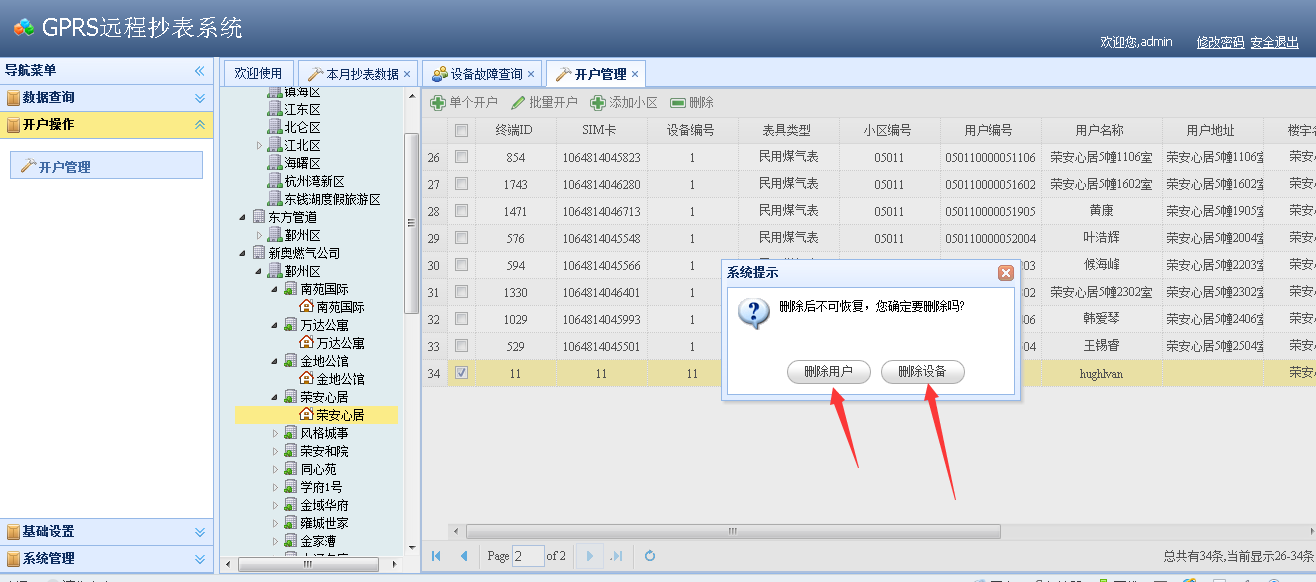 GPRS远程抄表系统
欢迎您,admin 修改密码 安全退出
导航菜单
数据查询
开户操作
开户管理
基础设置
系统管理
欢迎使用 本月抄表数据 × 设备故障查询 × 开户管理 ×
镇海区
江东区
北仑区
江北区
海曙区
杭州湾新区
东钱湖度假旅游区
东方管道
鄞州区
新奥燃气公司
鄞州区
南苑国际
南苑国际
万达公寓
万达公寓
金地公馆
金地公馆
荣安心居
荣安心居
风格城事
荣安和院
同心苑
学府1号
金域华府
雍城世家
金家漕
单个开户 批量开户 添加小区 删除
终端ID SIM卡 设备编号 表具类型 小区编号 用户编号 用户名称 用户地址 楼宇名
26 854 1064814045823 1 民用煤气表 05011 050110000051106 荣安心居5幢1106室 荣安心居5幢1106室 荣安心
27 1743 1064814046280 1 民用煤气表 05011 050110000051602 荣安心居5幢1602室 荣安心居5幢1602室 荣安心
28 1471 1064814046713 1 民用煤气表 05011 050110000051905 黄康 荣安心居5幢1905室 荣安心
29 576 1064814045548 1 民用煤气表 05011 050110000052004 叶浩辉 荣安心居5幢2004室 荣安心
30 594 1064814045566 1 03 候海峰 荣安心居5幢2203室 荣安心
31 1330 1064814046401 1 02 荣安心居5幢2302室 荣安心居5幢2302室 荣安心
32 1029 1064814045993 1 06 韩爱琴 荣安心居5幢2406室 荣安心
33 529 1064814045501 1 04 王锡睿 荣安心居5幢2504室 荣安心
34 11 11 11 hughlvan 荣安心
系统提示
删除后不可恢复，您确定要删除吗?
删除用户 删除设备
Page 2 of 2
总共有34条,当前显示26-34条